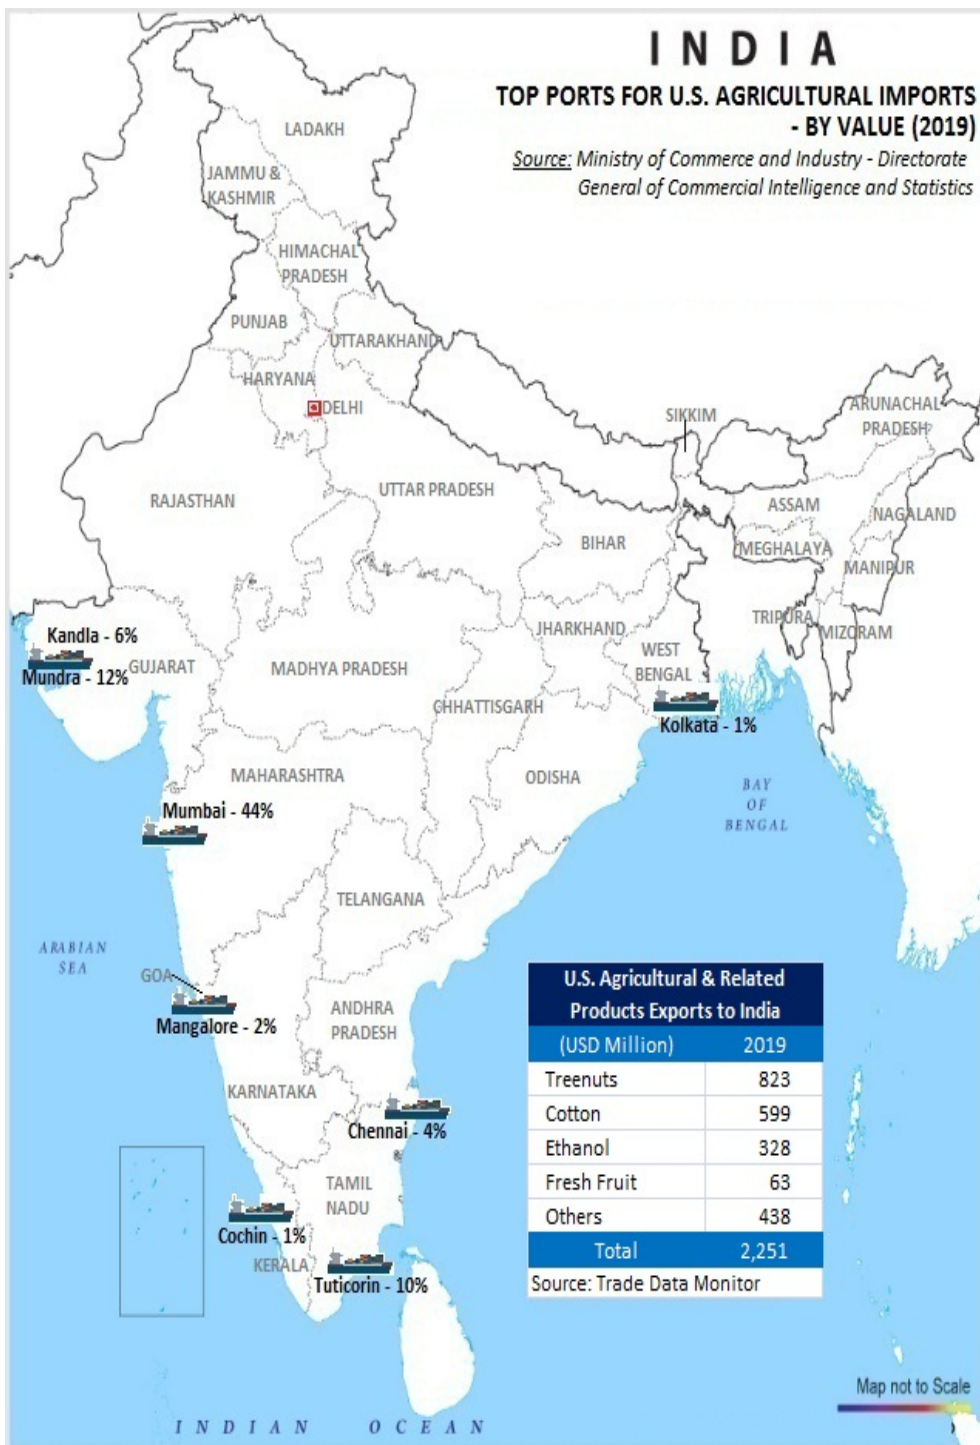 INDIA
TOP PORTS FOR U.S. AGRICULTURAL IMPORTS
- BY VALUE (2019)
Source: Ministry of Commerce and Industry - Directorate
General of Commercial Intelligence and Statistics
LADAKH
JAMMU &
KASHMIR
HIMACHAL
PRADESH
PUNJAB
UTTARAKHAND
HARYANA
DELHI
SIKKIM
ARUNACHAL
PRADESH
RAJASTHAN
UTTAR PRADESH
ASSAM
NAGALAND
BIHAR
MEGHALAYA
MANIPUR
TRIPURA
MIZORAM
JHARKHAND
WEST
BENGAL
Kandla - 6%
Mundra - 12%
GUJARAT
MADHYA PRADESH
CHHATTISGARH
Kolkata - 1%
MAHARASHTRA
ODISHA
Mumbai - 44%
BAY
OF
BENGAL
TELANGANA
ARABIAN
SEA
GOA
Mangalore - 2%
ANDHRA
PRADESH
KARNATAKA
Chennai - 4%
TAMIL
NADU
Cochin - 1%
KERALA
Tuticorin - 10%
U.S. Agricultural & Related
Products Exports to India
(USD Million) 2019
Treenuts 823
Cotton 599
Ethanol 328
Fresh Fruit 63
Others 438
Total 2,251
Source: Trade Data Monitor
Map not to Scale
INDIAN OCEAN